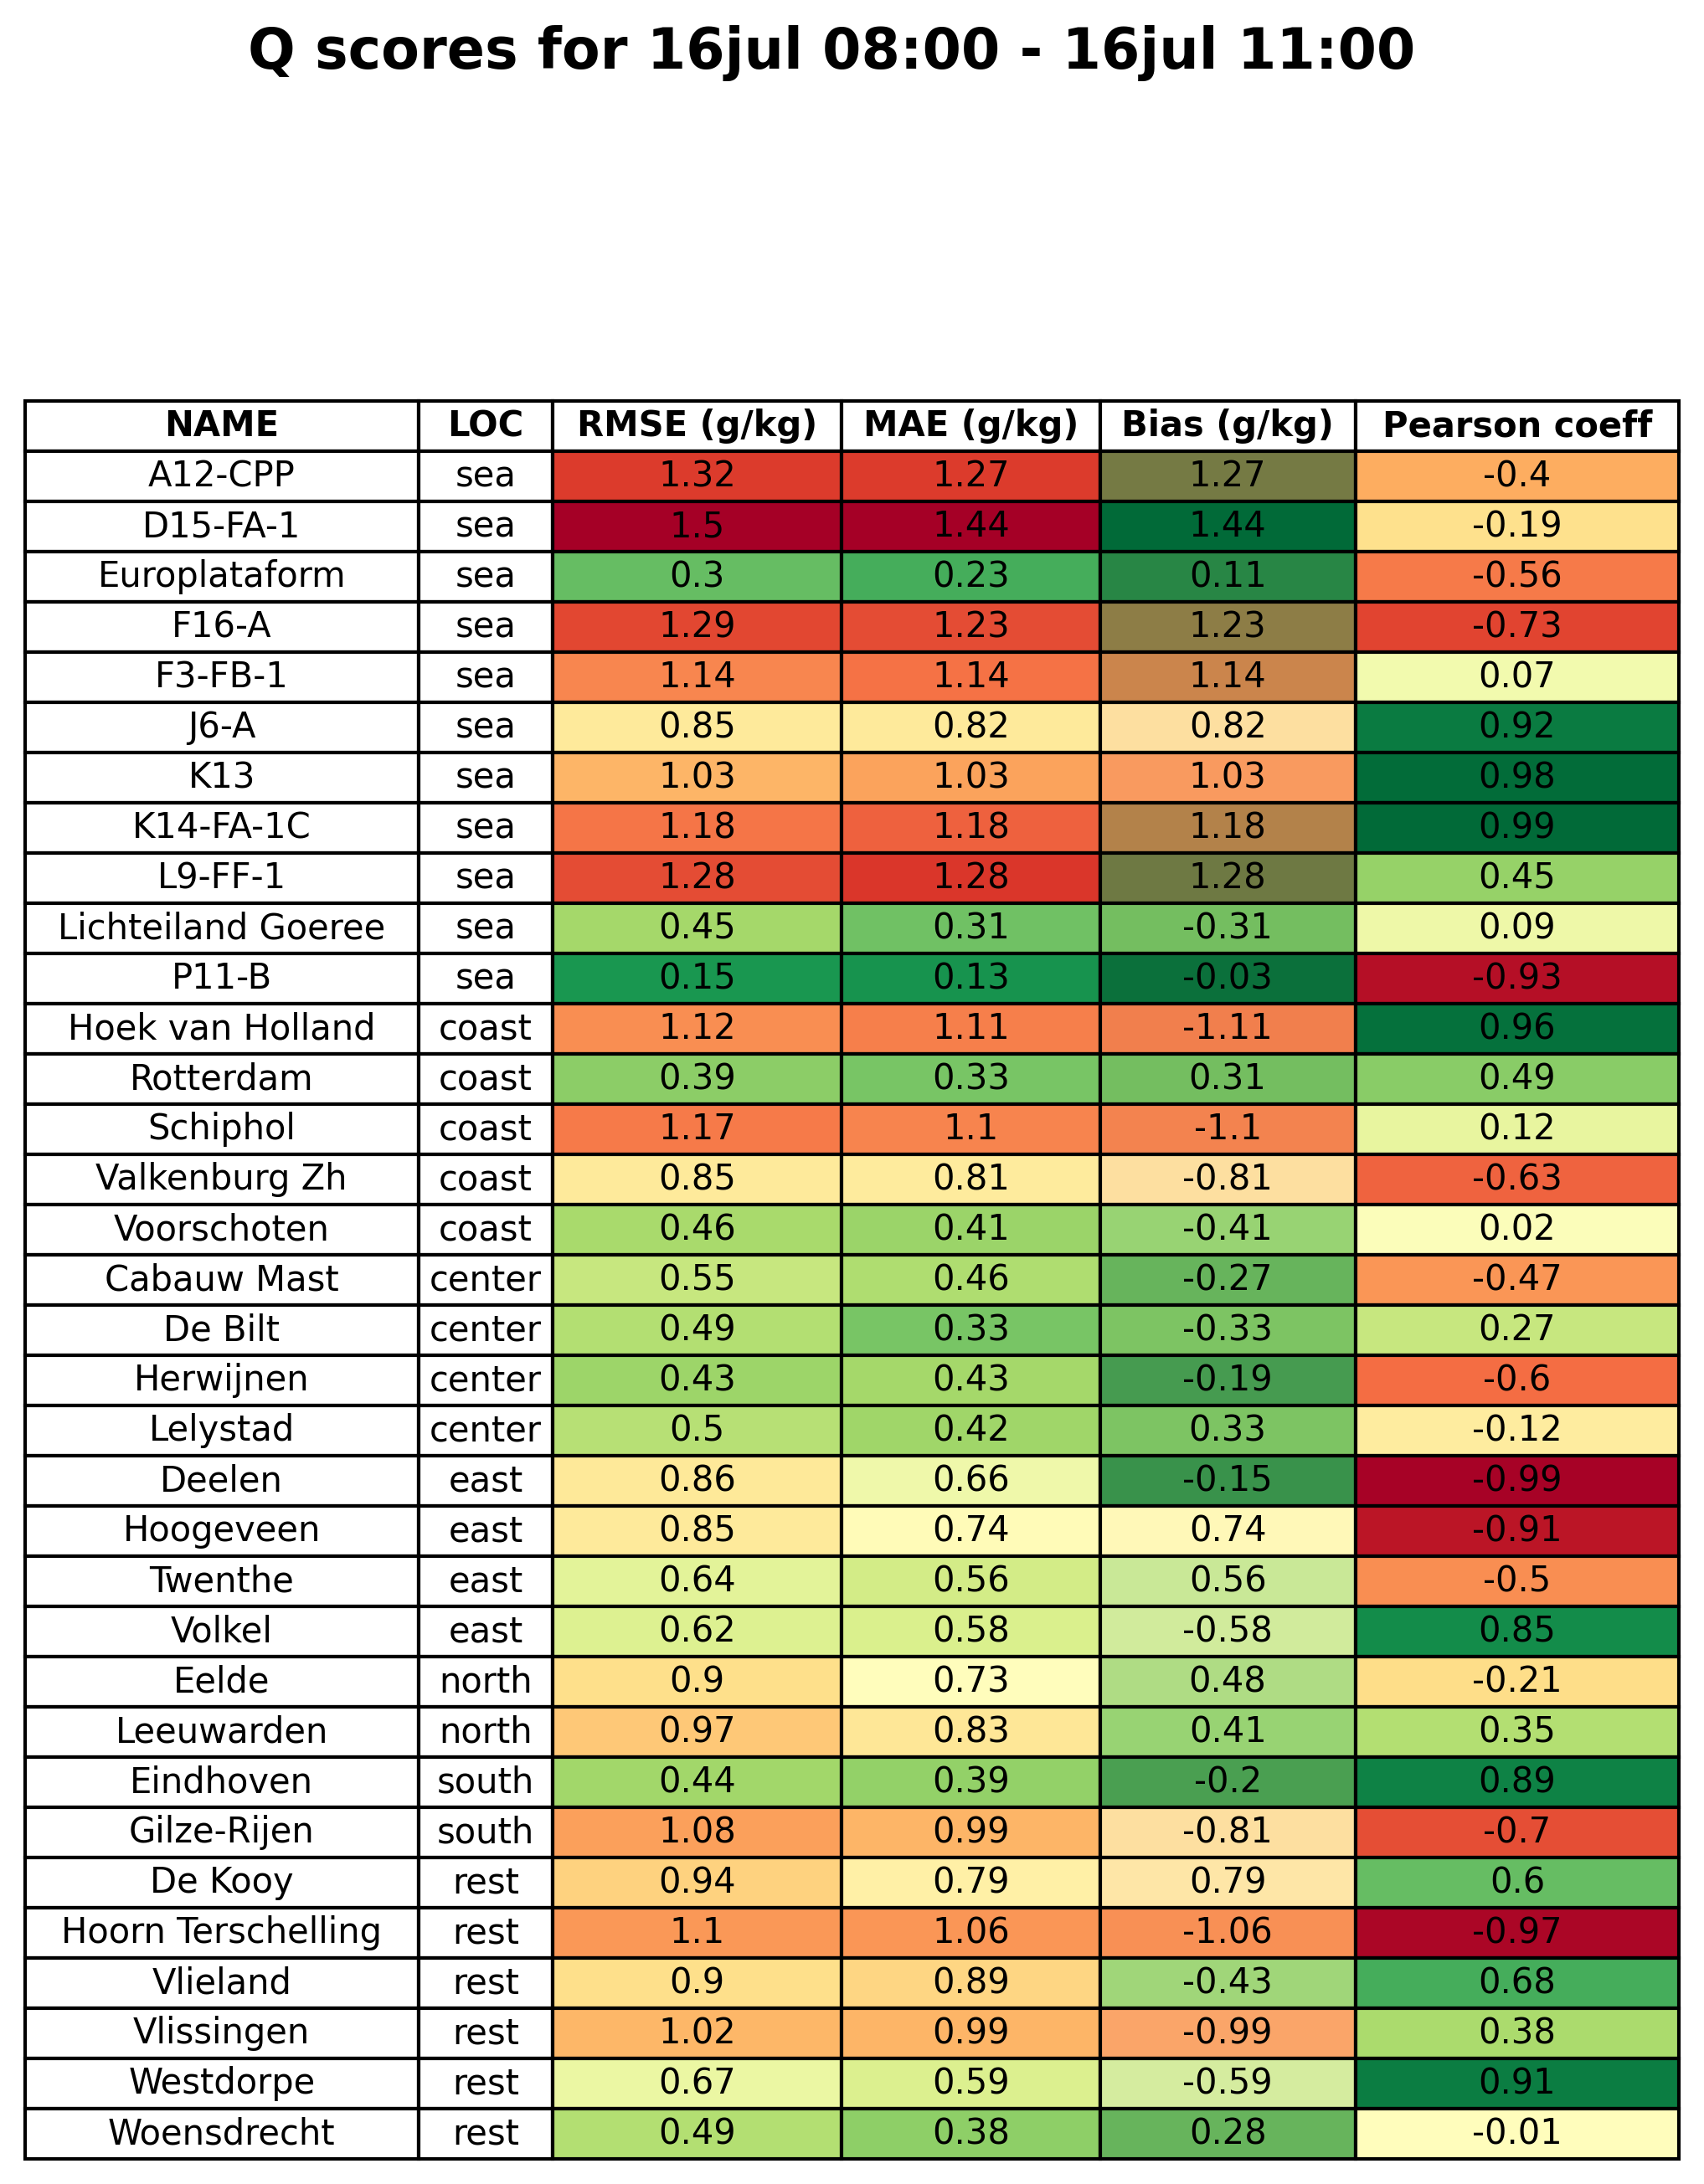 Q scores for 16jul 08:00 - 16jul 11:00
NAME LOC RMSE (g/kg) MAE (g/kg) Bias (g/kg) Pearson coeff
A12-CPP sea 1.32 1.27 1.27 -0.4
D15-FA-1 sea 1.5 1.44 1.44 -0.19
Europlataform sea 0.3 0.23 0.11 -0.56
F16-A sea 1.29 1.23 1.23 -0.73
F3-FB-1 sea 1.14 1.14 1.14 0.07
J6-A sea 0.85 0.82 0.82 0.92
K13 sea 1.03 1.03 1.03 0.98
K14-FA-1C sea 1.18 1.18 1.18 0.99
L9-FF-1 sea 1.28 1.28 1.28 0.45
Lichteiland Goeree sea 0.45 0.31 -0.31 0.09
P11-B sea 0.15 0.13 -0.03 -0.93
Hoek van Holland coast 1.12 1.11 -1.11 0.96
Rotterdam coast 0.39 0.33 0.31 0.49
Schiphol coast 1.17 1.1 -1.1 0.12
Valkenburg Zh coast 0.85 0.81 -0.81 -0.63
Voorschoten coast 0.46 0.41 -0.41 0.02
Cabauw Mast center 0.55 0.46 -0.27 -0.47
De Bilt center 0.49 0.33 -0.33 0.27
Herwijnen center 0.43 0.43 -0.19 -0.6
Lelystad center 0.5 0.42 0.33 -0.12
Deelen east 0.86 0.66 -0.15 -0.99
Hoogeveen east 0.85 0.74 0.74 -0.91
Twenthe east 0.64 0.56 0.56 -0.5
Volkel east 0.62 0.58 -0.58 0.85
Eelde north 0.9 0.73 0.48 -0.21
Leeuwarden north 0.97 0.83 0.41 0.35
Eindhoven south 0.44 0.39 -0.2 0.89
Gilze-Rijen south 1.08 0.99 -0.81 -0.7
De Kooy rest 0.94 0.79 0.79 0.6
Hoorn Terschelling rest 1.1 1.06 -1.06 -0.97
Vlieland rest 0.9 0.89 -0.43 0.68
Vlissingen rest 1.02 0.99 -0.99 0.38
Westdorpe rest 0.67 0.59 -0.59 0.91
Woensdrecht rest 0.49 0.38 0.28 -0.01